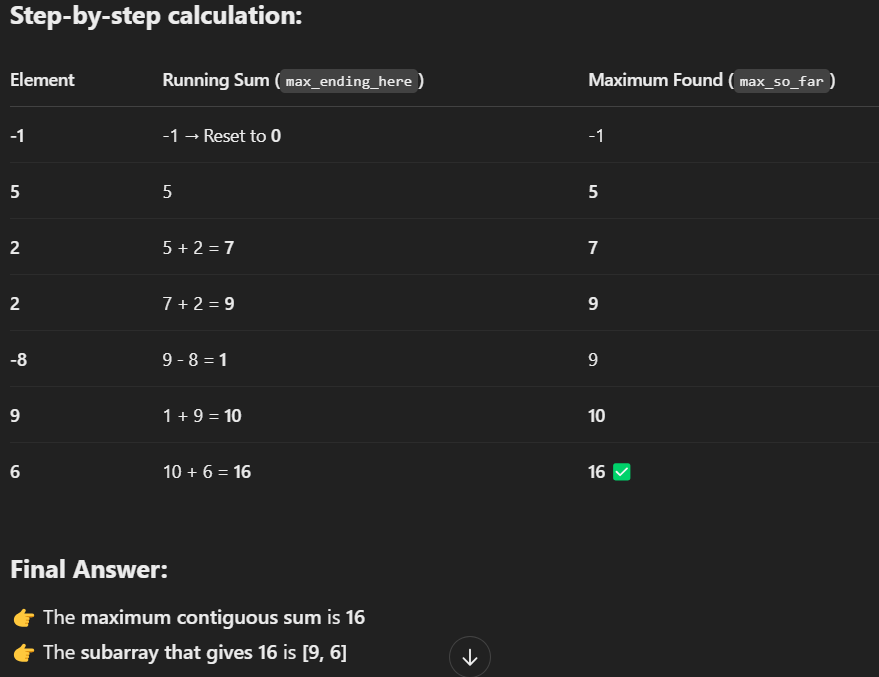 Step-by-step calculation:
Element Running Sum (max_ending_here) Maximum Found (max_so_far)
-1 -1 → Reset to 0 -1
5 5 5
2 5 + 2 = 7 7
2 7 + 2 = 9 9
-8 9 - 8 = 1 9
9 1 + 9 = 10 10
6 10 + 6 = 16 16 ✅
Final Answer:
👉 The maximum contiguous sum is 16
👉 The subarray that gives 16 is [9, 6]